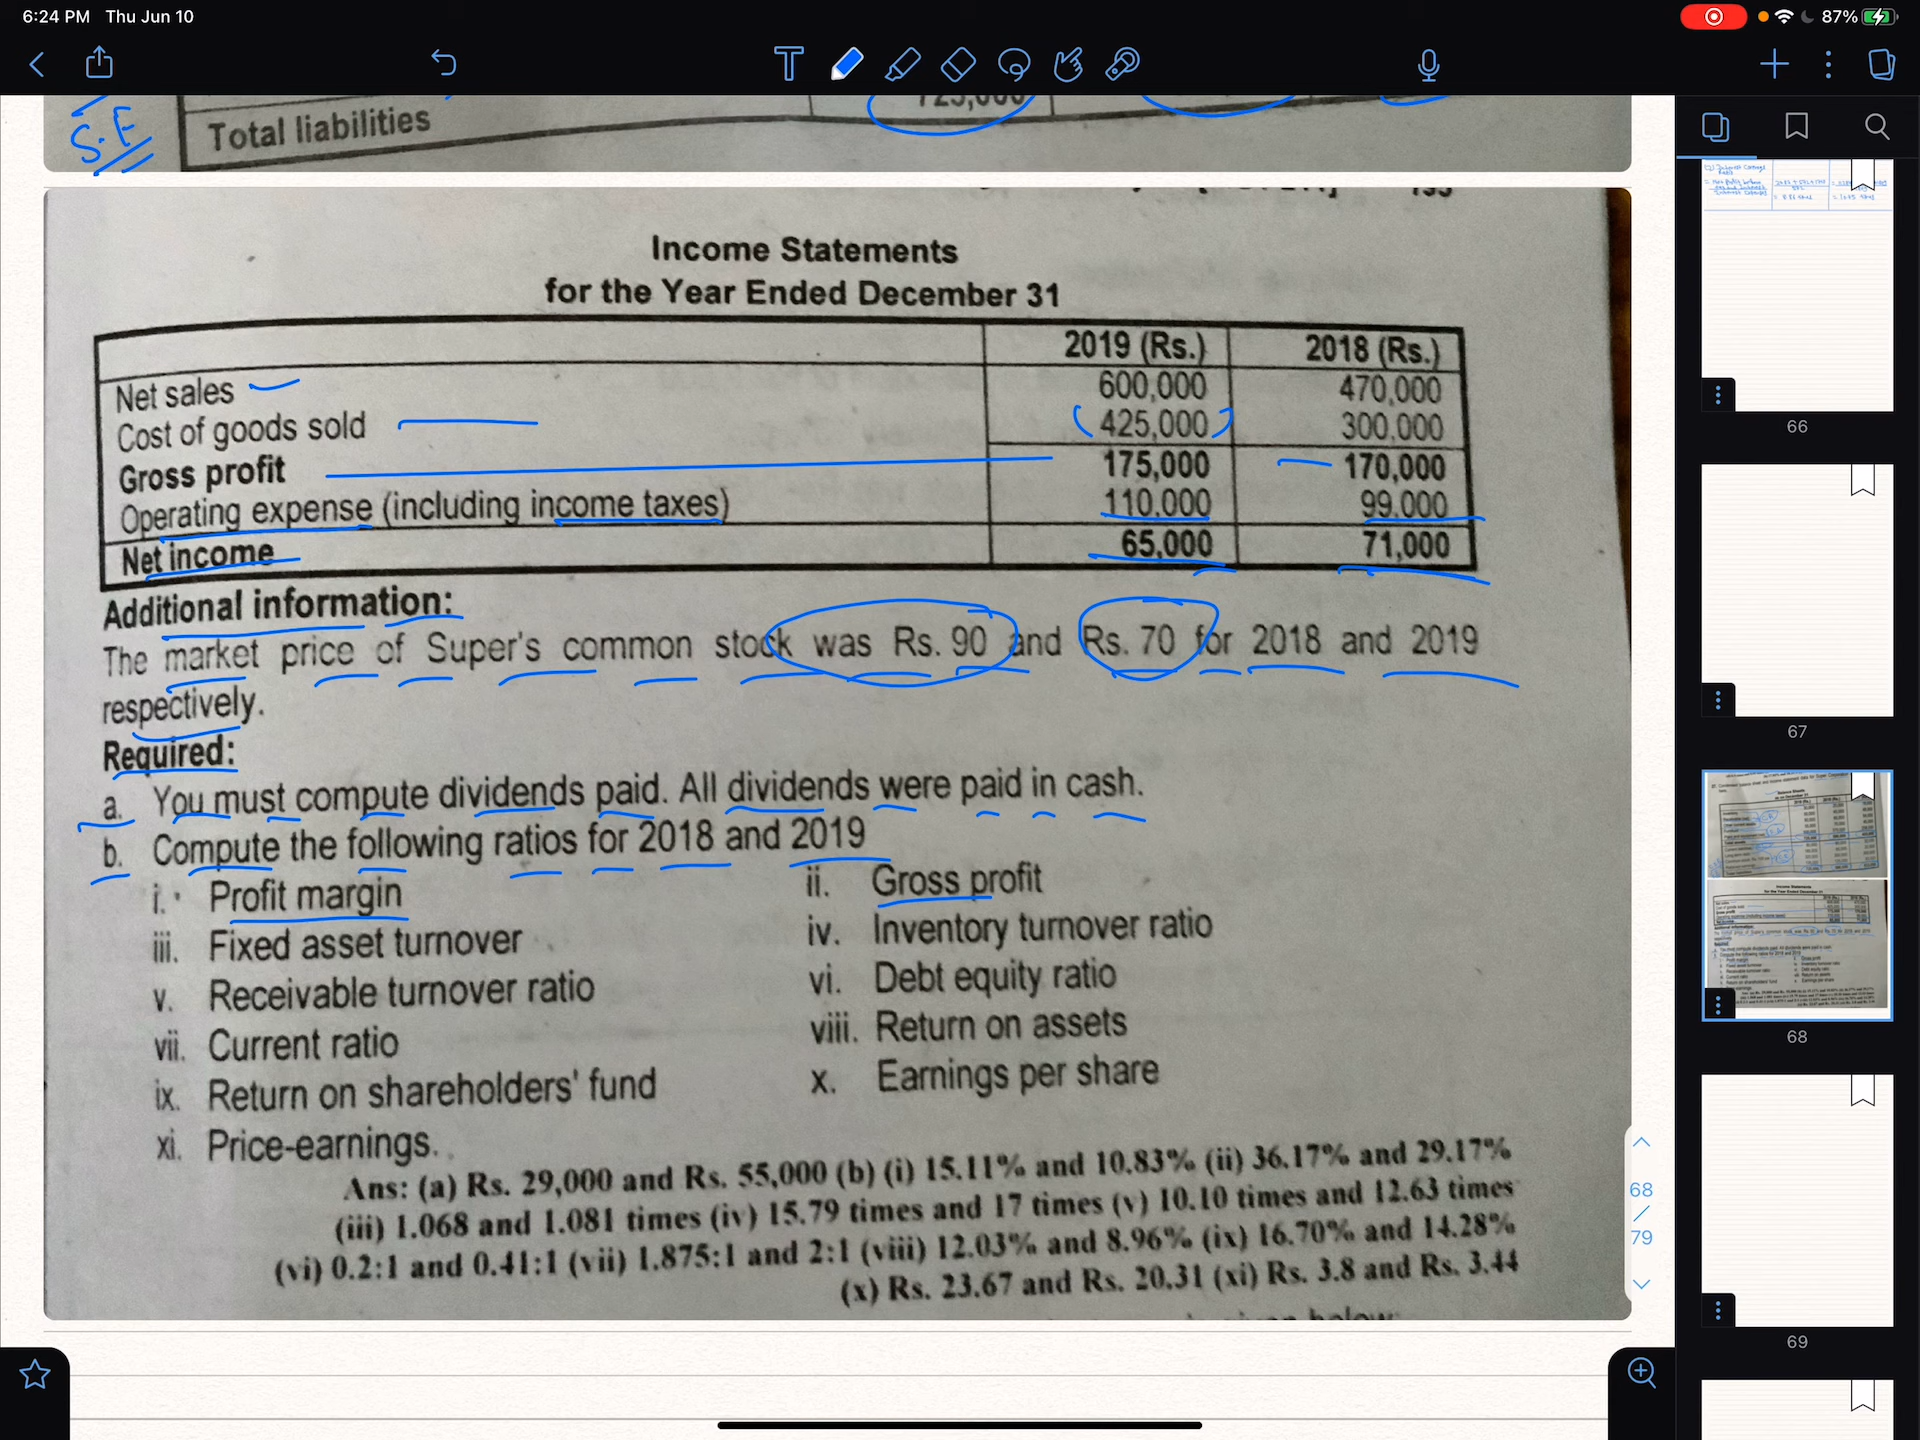 6:24 PM Thu Jun 10
87%
T
S.E
Total liabilities
Income Statements
for the Year Ended December 31
2019 (Rs.) 2018 (Rs.)
Net sales 600,000 470,000
Cost of goods sold (425,000) 300,000
Gross profit 175,000 170,000
Operating expense (including income taxes) 110,000 99,000
Net income 65,000 71,000
Additional information:
The market price of Super's common stock was Rs. 90 and Rs. 70 for 2018 and 2019
respectively.
Required:
a. You must compute dividends paid. All dividends were paid in cash.
b. Compute the following ratios for 2018 and 2019
i. Profit margin ii. Gross profit
iii. Fixed asset turnover iv. Inventory turnover ratio
v. Receivable turnover ratio vi. Debt equity ratio
vii. Current ratio viii. Return on assets
ix. Return on shareholders' fund x. Earnings per share
xi. Price-earnings.
Ans: (a) Rs. 29,000 and Rs. 55,000 (b) (i) 15.11% and 10.83% (ii) 36.17% and 29.17%
(iii) 1.068 and 1.081 times (iv) 15.79 times and 17 times (v) 10.10 times and 12.63 times
(vi) 0.2:1 and 0.41:1 (vii) 1.875:1 and 2:1 (viii) 12.03% and 8.96% (ix) 16.70% and 14.28%
(x) Rs. 23.67 and Rs. 20.31 (xi) Rs. 3.8 and Rs. 3.44
68
/
79
66
67
68
69